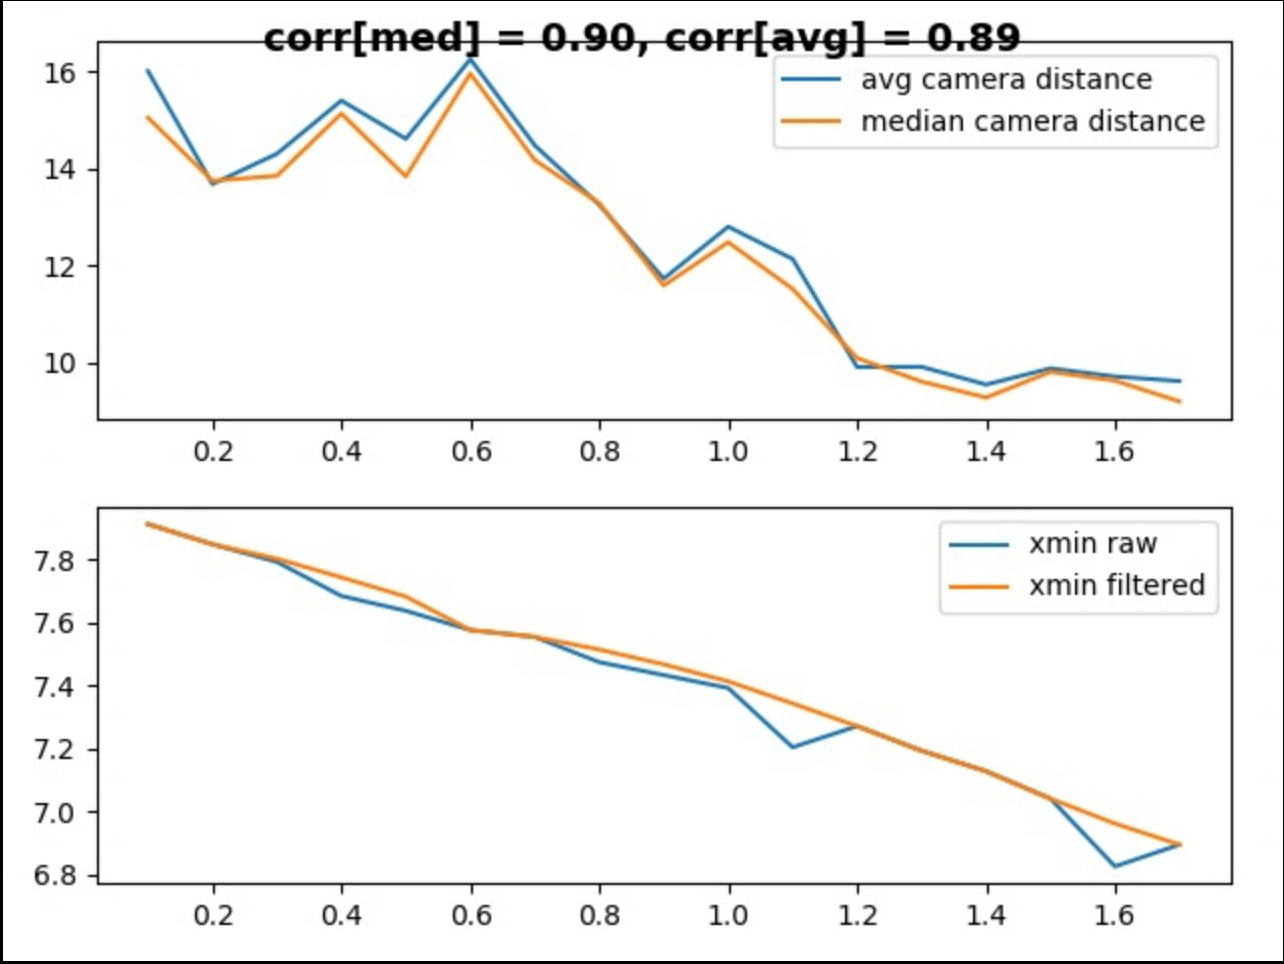 corr[med] = 0.90, corr[avg] = 0.89
avg camera distance
median camera distance
16
14
12
10
0.2 0.4 0.6 0.8 1.0 1.2 1.4 1.6
xmin raw
xmin filtered
7.8
7.6
7.4
7.2
7.0
6.8
0.2 0.4 0.6 0.8 1.0 1.2 1.4 1.6